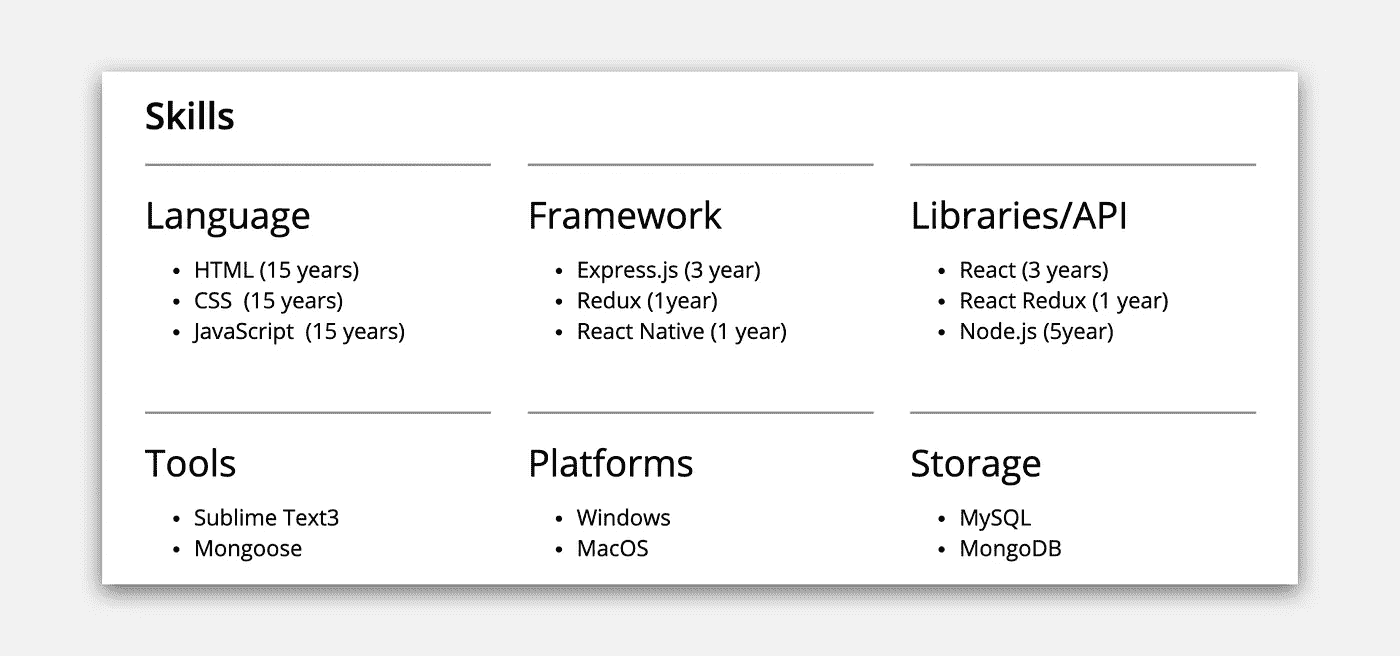 Skills
Language
• HTML (15 years)
• CSS  (15 years)
• JavaScript  (15 years)
Framework
• Express.js (3 year)
• Redux (1year)
• React Native (1 year)
Libraries/API
• React (3 years)
• React Redux (1 year)
• Node.js (5year)
Tools
• Sublime Text3
• Mongoose
Platforms
• Windows
• MacOS
Storage
• MySQL
• MongoDB